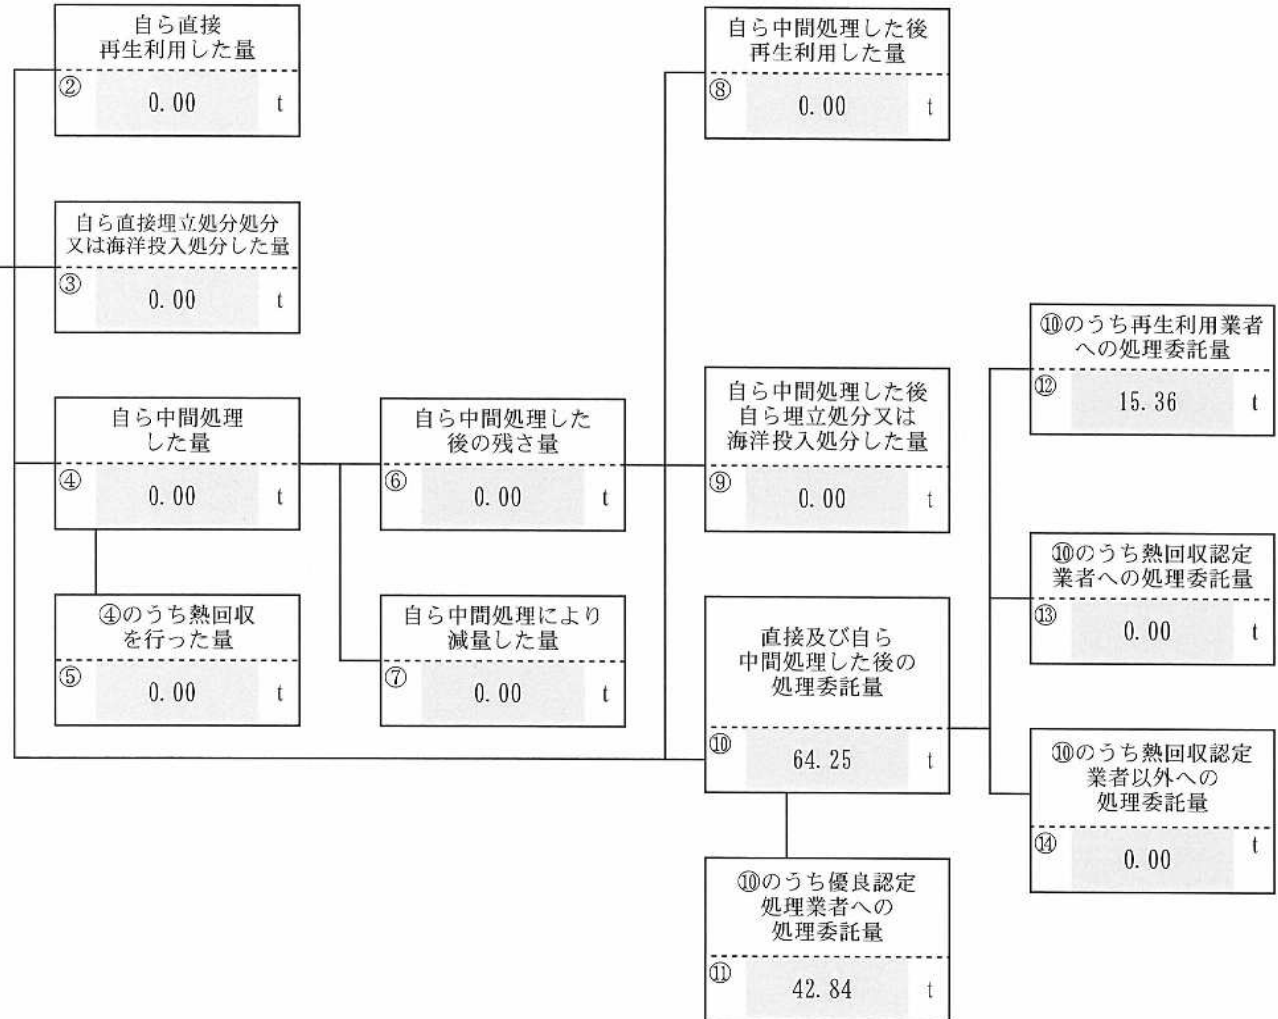 自ら直接
再生利用した量
② 0.00 t
自ら直接埋立処分処分
又は海洋投入処分した量
③ 0.00 t
自ら中間処理
した量
④ 0.00 t
④のうち熱回収
を行った量
⑤ 0.00 t
自ら中間処理した
後の残さ量
⑥ 0.00 t
自ら中間処理により
減量した量
⑦ 0.00 t
自ら中間処理した後
再生利用した量
⑧ 0.00 t
自ら中間処理した後
自ら埋立処分又は
海洋投入処分した量
⑨ 0.00 t
直接及び自ら
中間処理した後の
処理委託量
⑩ 64.25 t
⑩のうち優良認定
処理業者への
処理委託量
⑪ 42.84 t
⑩のうち再生利用業者
への処理委託量
⑫ 15.36 t
⑩のうち熱回収認定
業者への処理委託量
⑬ 0.00 t
⑩のうち熱回収認定
業者以外への
処理委託量
⑭ 0.00 t